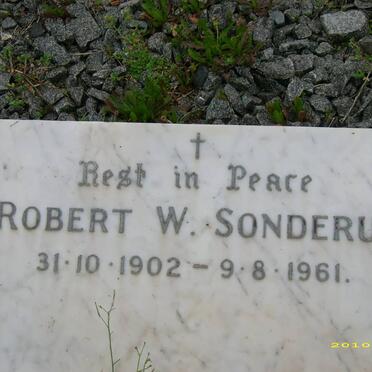 Rest in Peace
ROBERT W. SONDERU
31·10·1902 – 9·8·1961.
2010